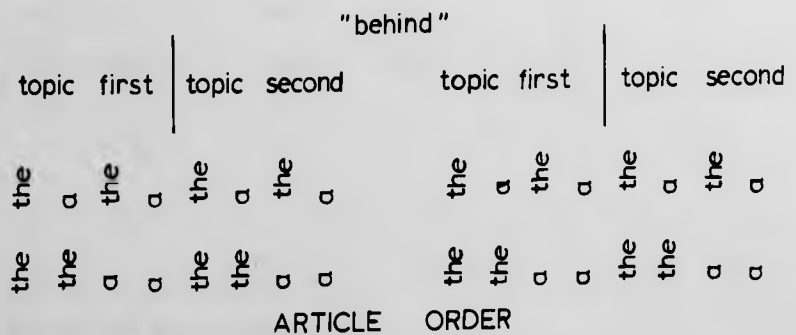 "behind"
topic first topic second topic first topic second
the a the a the a the a the a the a the a the a
the the a a the the a a the the a a the the a a
ARTICLE ORDER